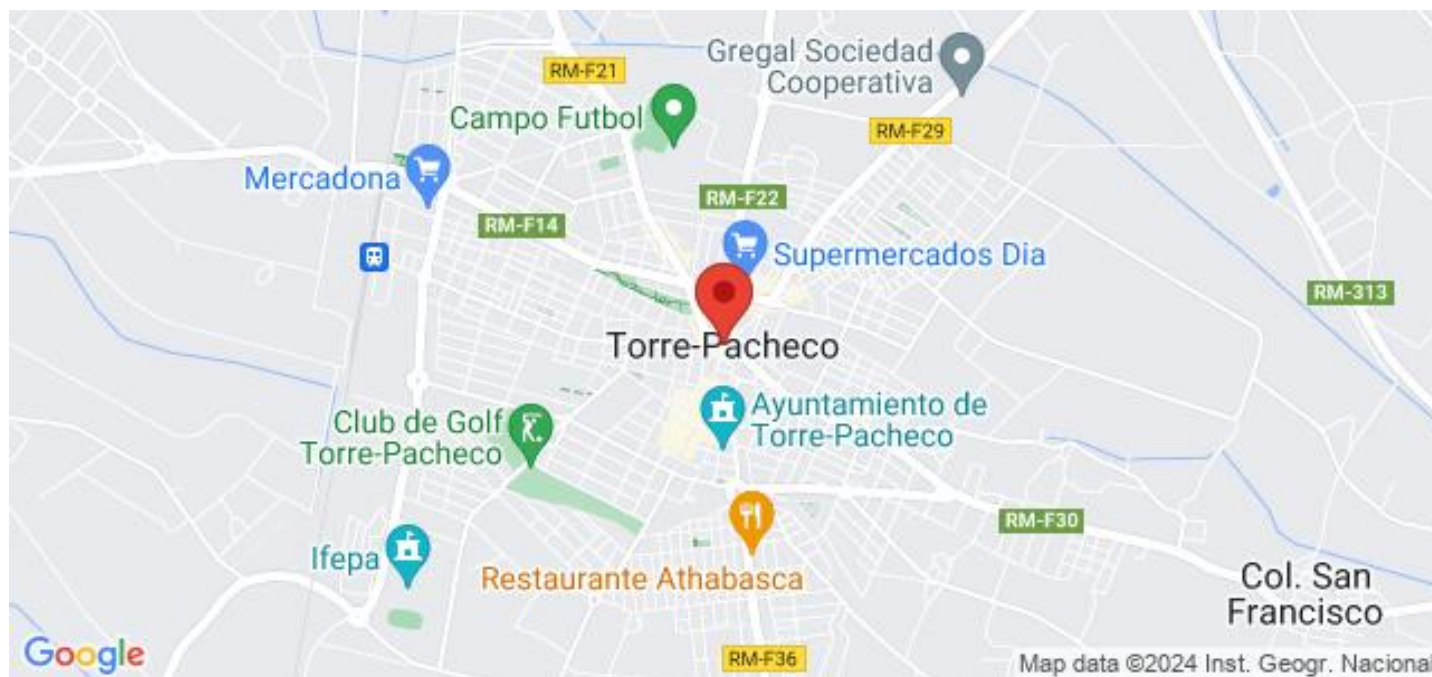 Gregal Sociedad
Cooperativa
RM-F21
Campo Futbol
RM-F29
Mercadona
RM-F22
RM-F14
Supermercados Dia
RM-313
Torre-Pacheco
Ayuntamiento de
Torre-Pacheco
Club de Golf
Torre-Pacheco
RM-F30
Ifepa
Restaurante Athabasca
Col. San
Francisco
Google
RM-F36
Map data ©2024 Inst. Geogr. Nacional